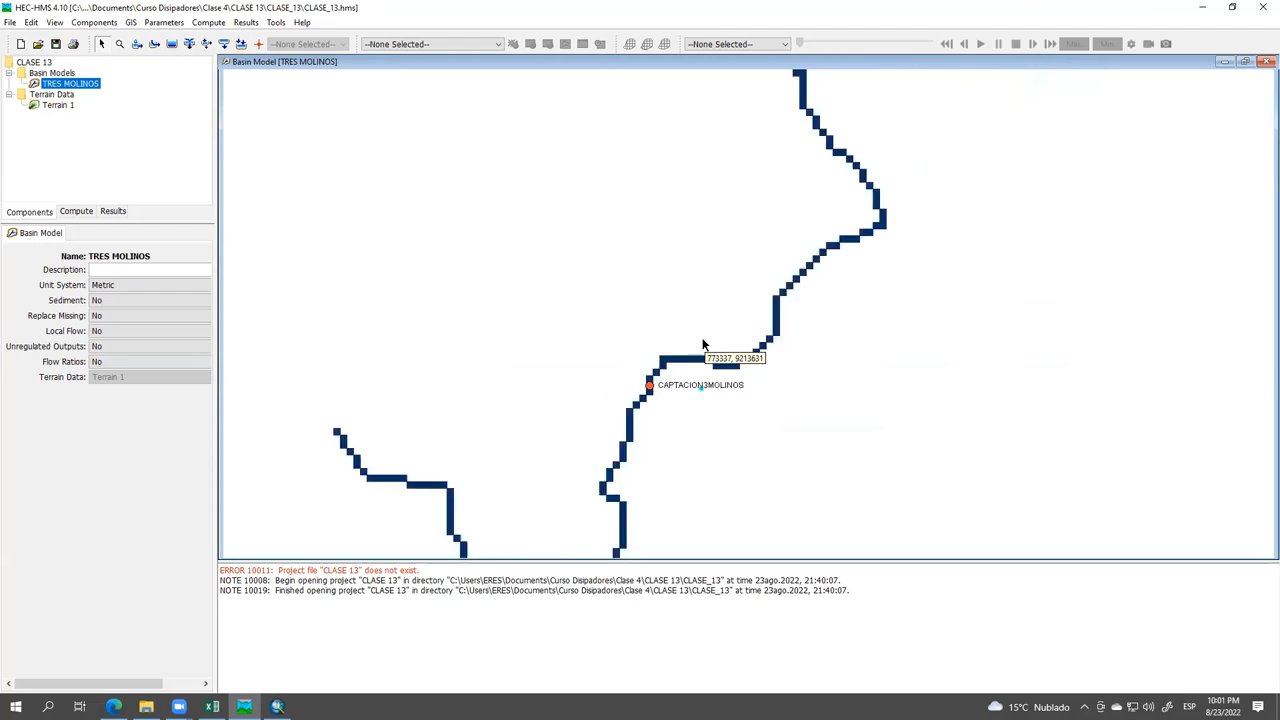 HEC-HMS 4.10 [C:\...\Documents\Curso Disipadores\Clase 4\CLASE 13\CLASE_13\CLASE_13.hms]
File Edit View Components GIS Parameters Compute Results Tools Help
--None Selected-- --None Selected-- --None Selected--
CLASE 13
Basin Models
TRES MOLINOS
Terrain Data
Terrain 1
Components Compute Results
Basin Model
Name: TRES MOLINOS
Description:
Unit System: Metric
Sediment: No
Replace Missing: No
Local Flow: No
Unregulated Outputs: No
Flow Ratios: No
Terrain Data: Terrain 1
Basin Model [TRES MOLINOS]
773337, 9213631
CAPTACION3MOLINOS
ERROR 10011: Project file "CLASE 13" does not exist.
NOTE 10008: Begin opening project "CLASE 13" in directory "C:\Users\ERES\Documents\Curso Disipadores\Clase 4\CLASE 13\CLASE_13" at time 23ago.2022, 21:40:07.
NOTE 10019: Finished opening project "CLASE 13" in directory "C:\Users\ERES\Documents\Curso Disipadores\Clase 4\CLASE 13\CLASE_13" at time 23ago.2022, 21:40:07.
15°C Nublado
ESP
10:01 PM
8/23/2022